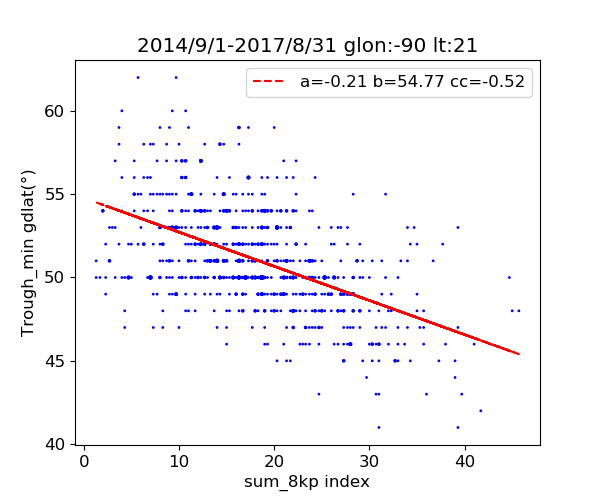 2014/9/1-2017/8/31 glon:-90 lt:21
a=-0.21 b=54.77 cc=-0.52
Trough_min gdlat(°)
60
55
50
45
40
0 10 20 30 40
sum_8kp index